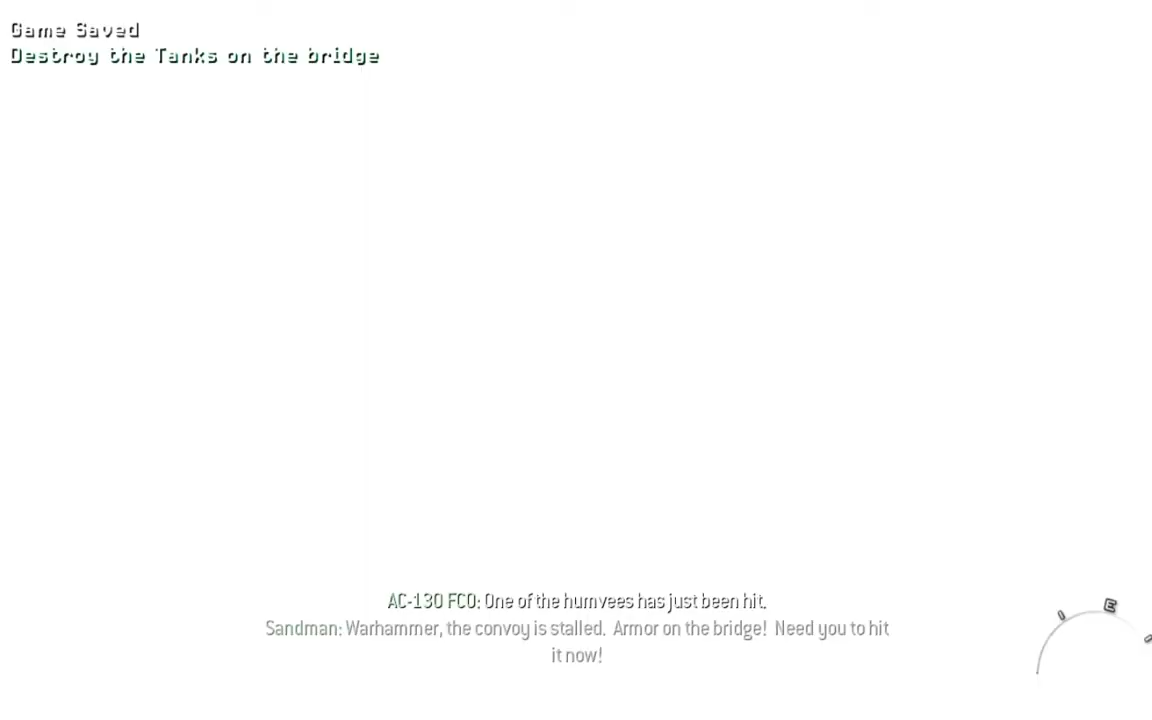 Game Saved
Destroy the Tanks on the bridge
AC-130 FCO: One of the humvees has just been hit.
Sandman: Warhammer, the convoy is stalled. Armor on the bridge! Need you to hit
it now!
E